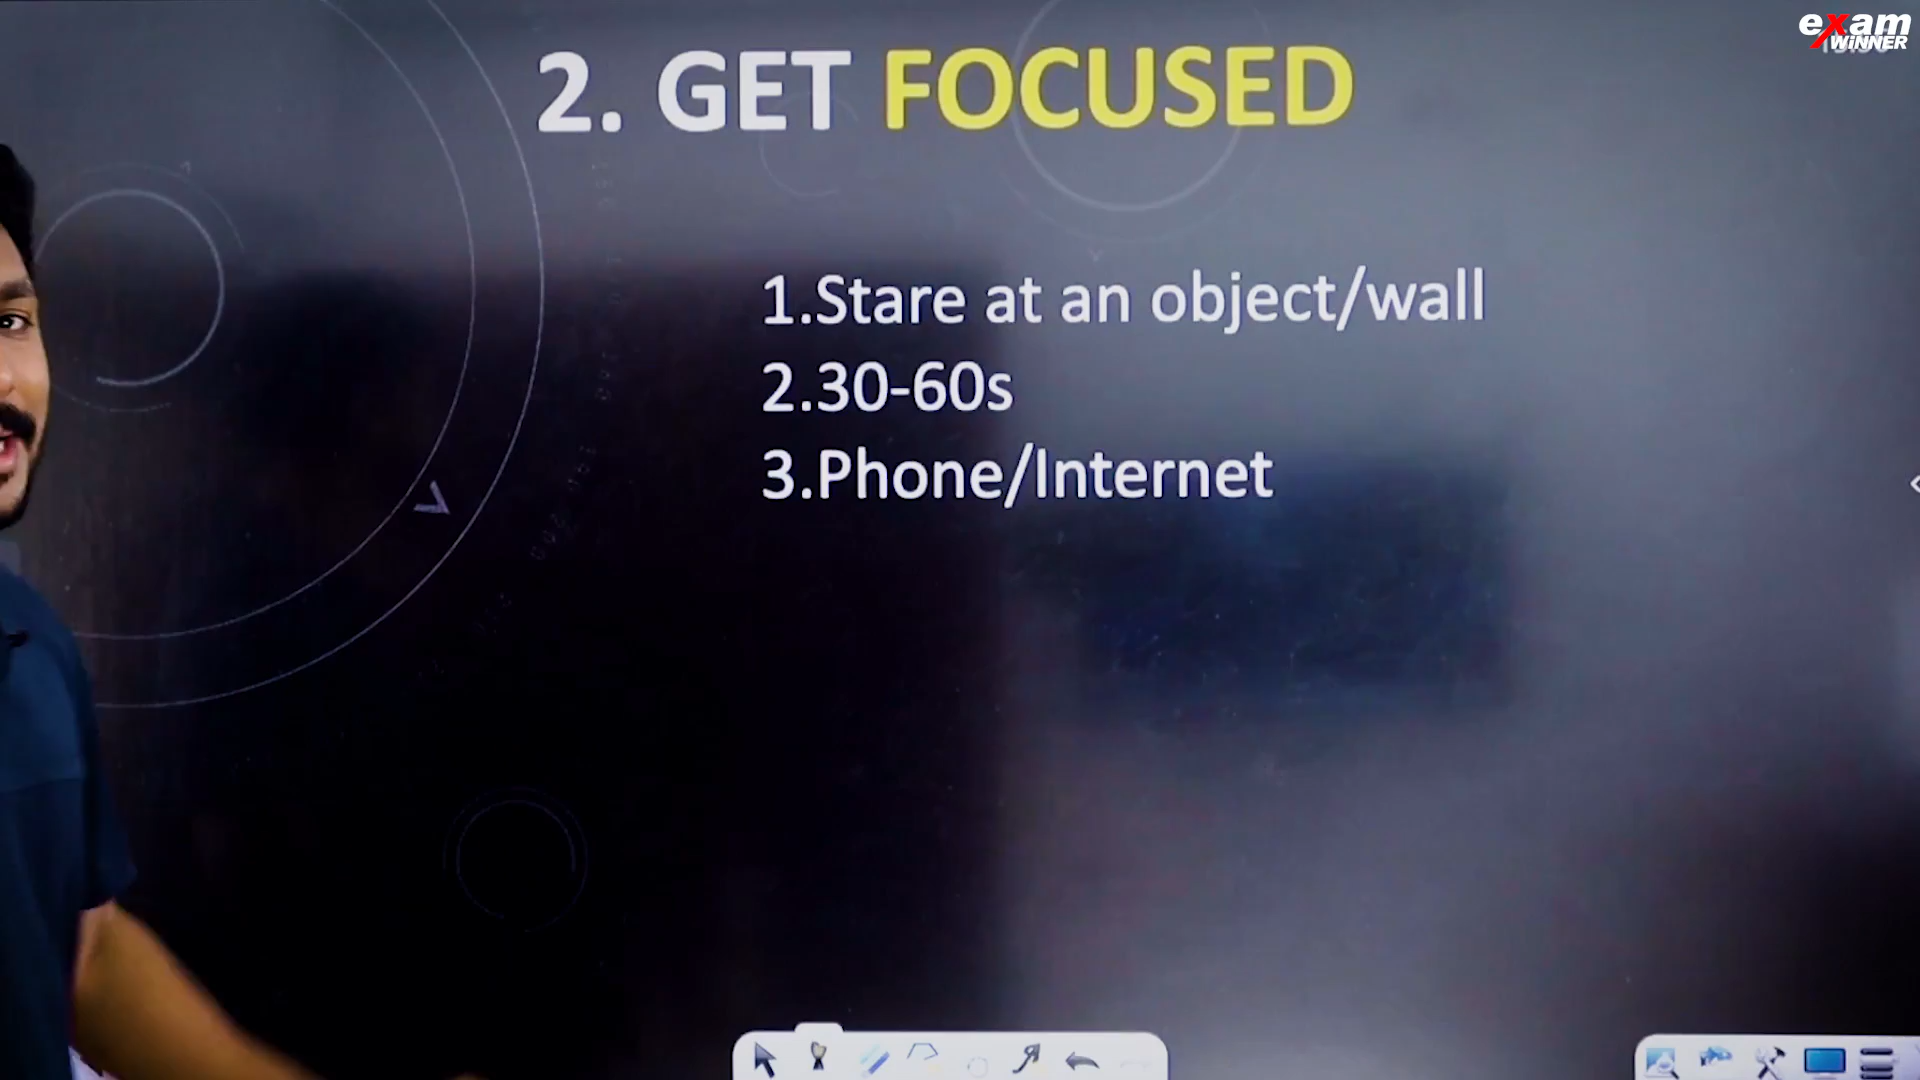 exam
WiNNER
2. GET FOCUSED
1.Stare at an object/wall
2.30-60s
3.Phone/Internet